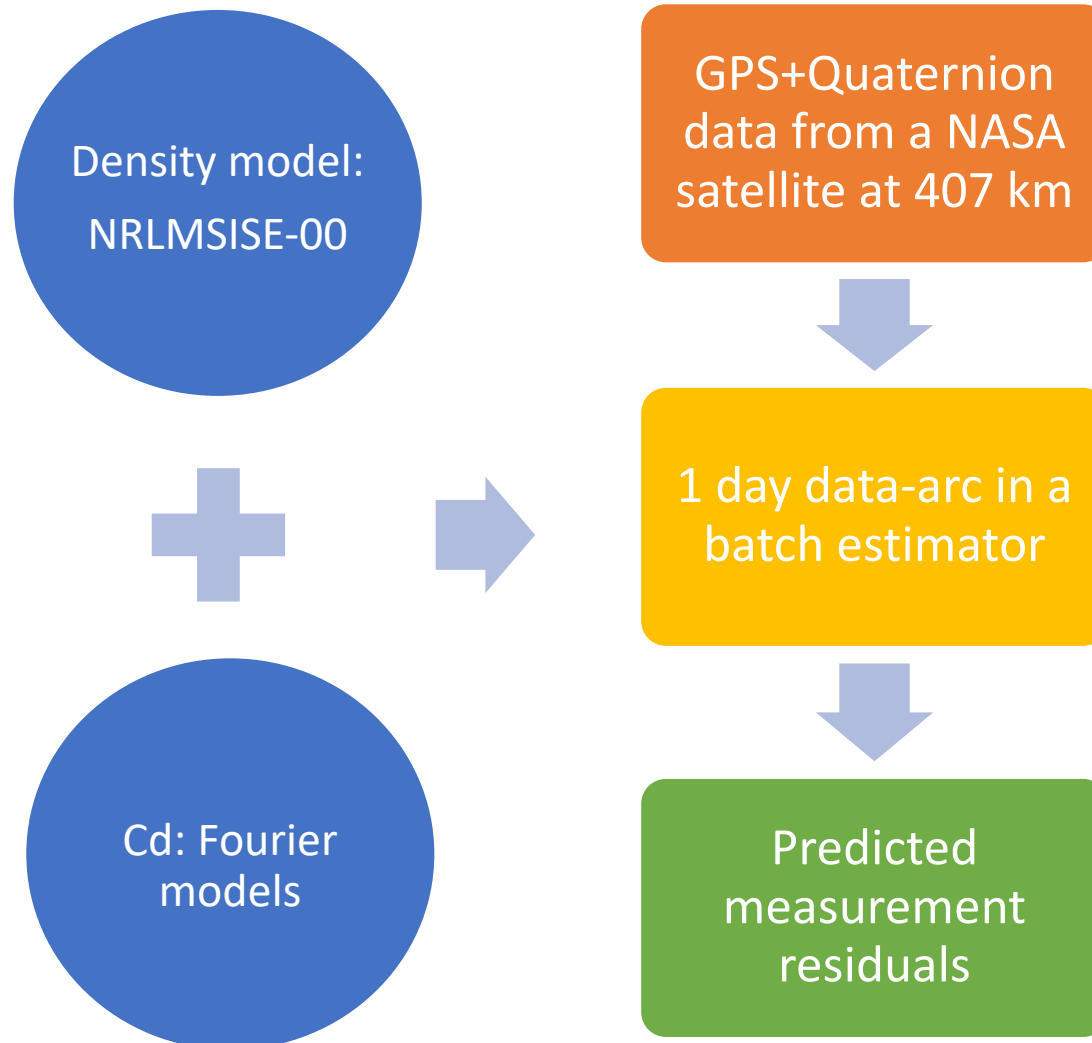 Density model:
NRLMSISE-00
Cd: Fourier
models
GPS+Quaternion
data from a NASA
satellite at 407 km
1 day data-arc in a
batch estimator
Predicted
measurement
residuals